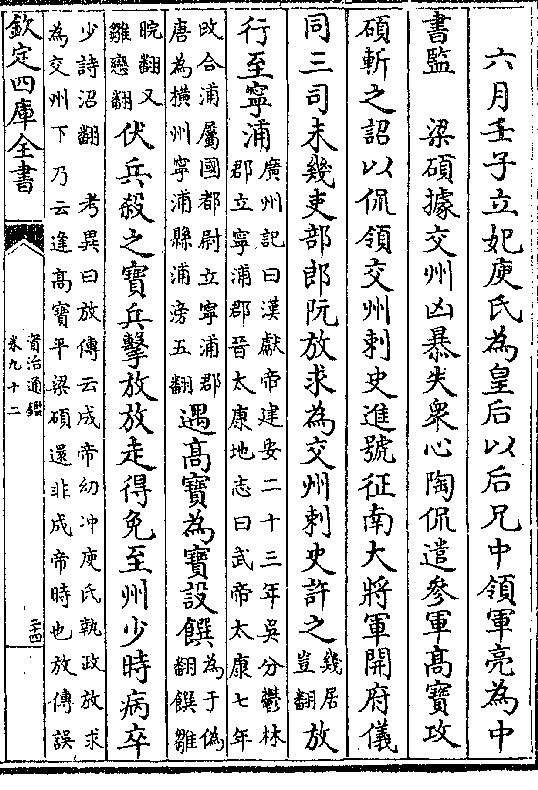 六月壬子立妃庾氏為皇后以后兄中領軍亮為中
書監　梁碩據交州凶暴失衆心陶侃遣參軍高寶攻
碩斬之詔以侃領交州刺史進號征南大將軍開府儀
同三司未幾吏部郎阮放求為交州刺史許之
幾居
豈翻
放
行至寧浦
廣州記曰漢獻帝建安二十三年吳分鬱林
郡立寧浦郡晉太康地志曰武帝太康七年
改合浦屬國都尉立寧浦郡
唐為橫州寧浦縣浦滂五翻
遇高寶為寶設饌
為于偽
翻饌雛
晥翻又
雛戀翻
伏兵殺之寶兵擊放放走得免至州少時病卒
少詩沼翻　考異曰放傳云成帝幼冲庾氏執政放求
為交州下乃云逢高寶平梁碩還非成帝時也放傳誤
欽定四庫全書
資治通鑑
卷九十二
二十四